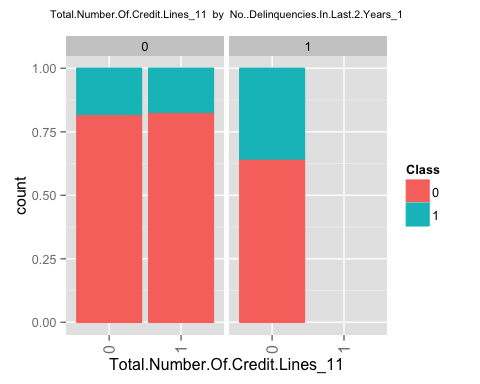 Total.Number.Of.Credit.Lines_11 by No..Delinquencies.In.Last.2.Years_1
0 1
1.00
0.75
0.50
0.25
0.00
count
0 1 0 1
Total.Number.Of.Credit.Lines_11
Class
0
1